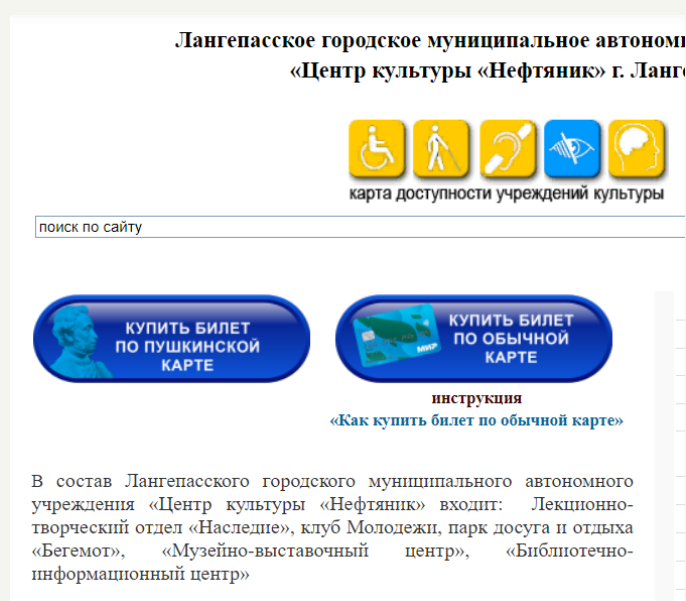 Лангепасское городское муниципальное
«Центр культуры «Нефтяник» г.
карта доступности учреждений культуры
поиск по сайту
КУПИТЬ БИЛЕТ
ПО ПУШКИНСКОЙ
КАРТЕ
КУПИТЬ БИЛЕТ
ПО ОБЫЧНОЙ
КАРТЕ
МИР
инструкция
«Как купить билет по обычной карте»
В состав Лангепасского городского муниципального автономного
учреждения «Центр культуры «Нефтяник» входит: Лекционно-
творческий отдел «Наследие», клуб Молодежи, парк досуга и отдыха
«Бегемот», «Музейно-выставочный центр», «Библиотечно-
информационный центр»